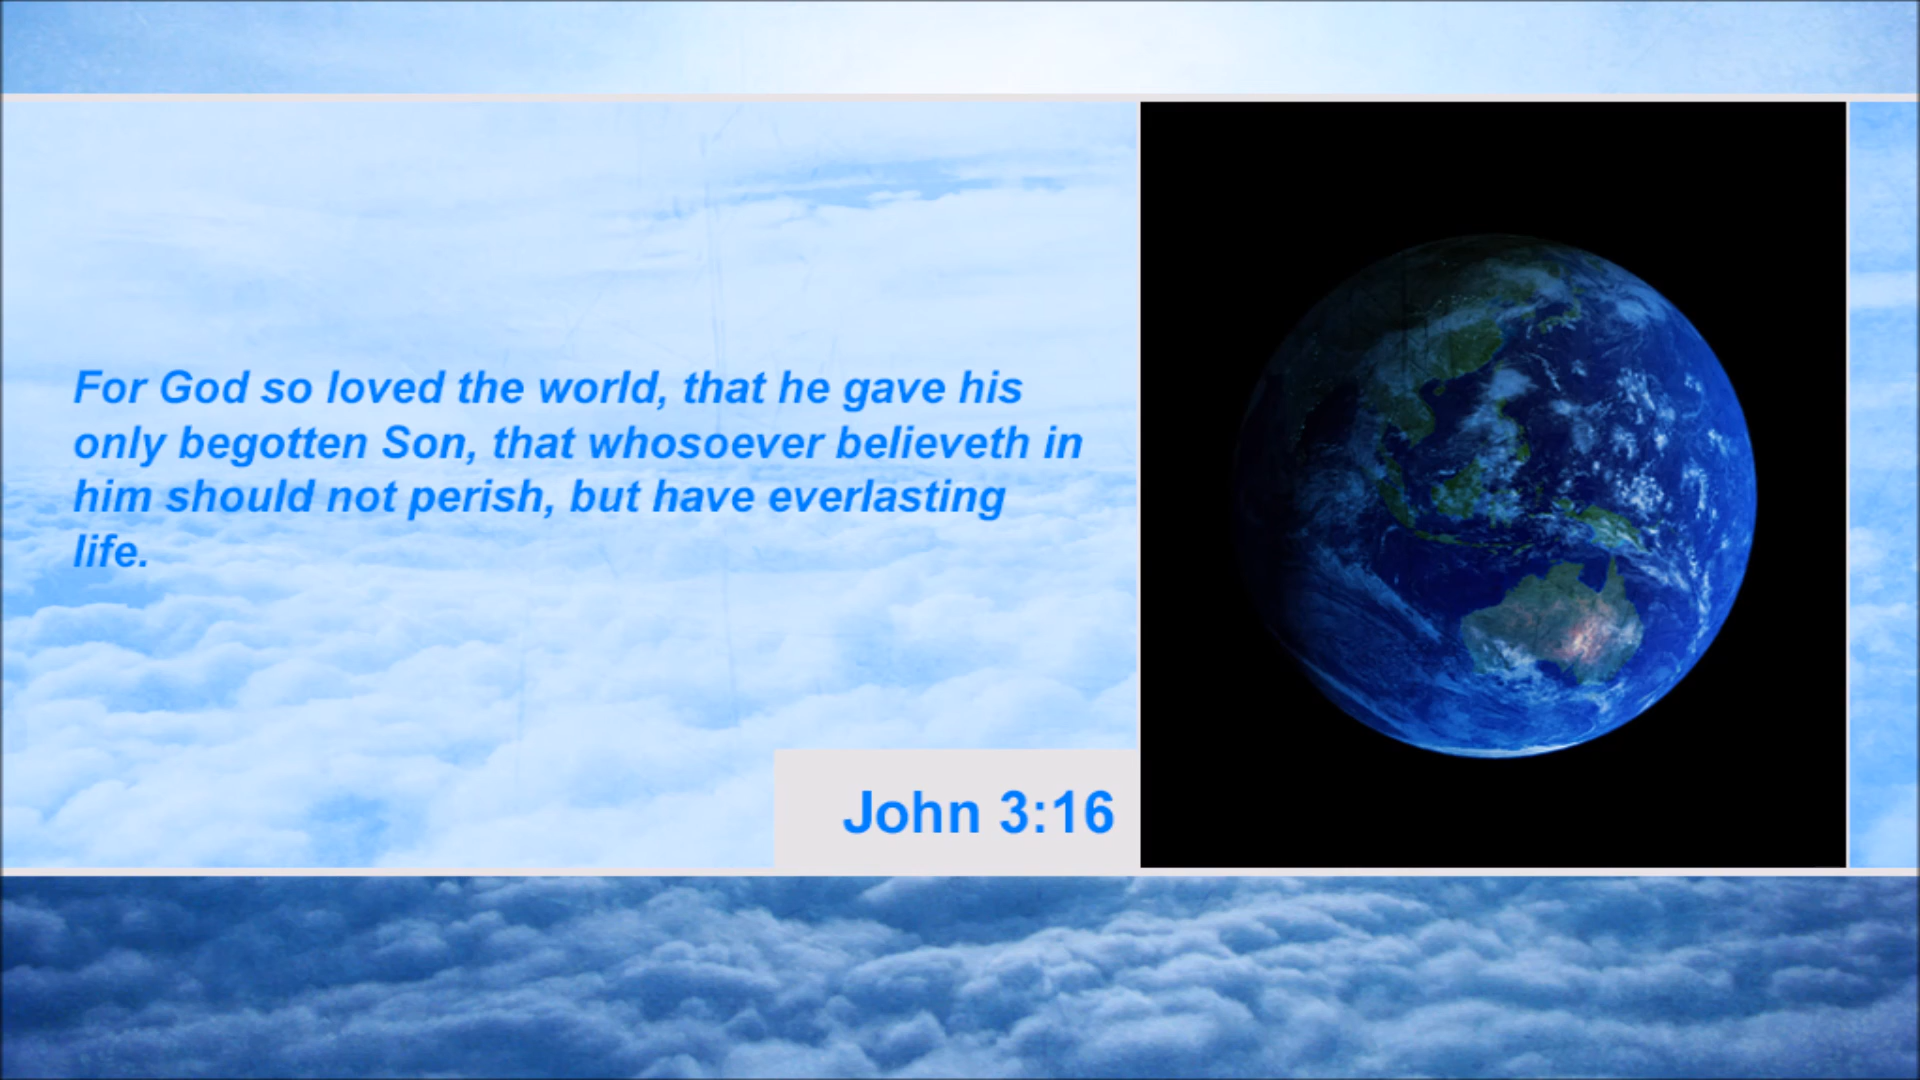 For God so loved the world, that he gave his
only begotten Son, that whosoever believeth in
him should not perish, but have everlasting
life.
John 3:16